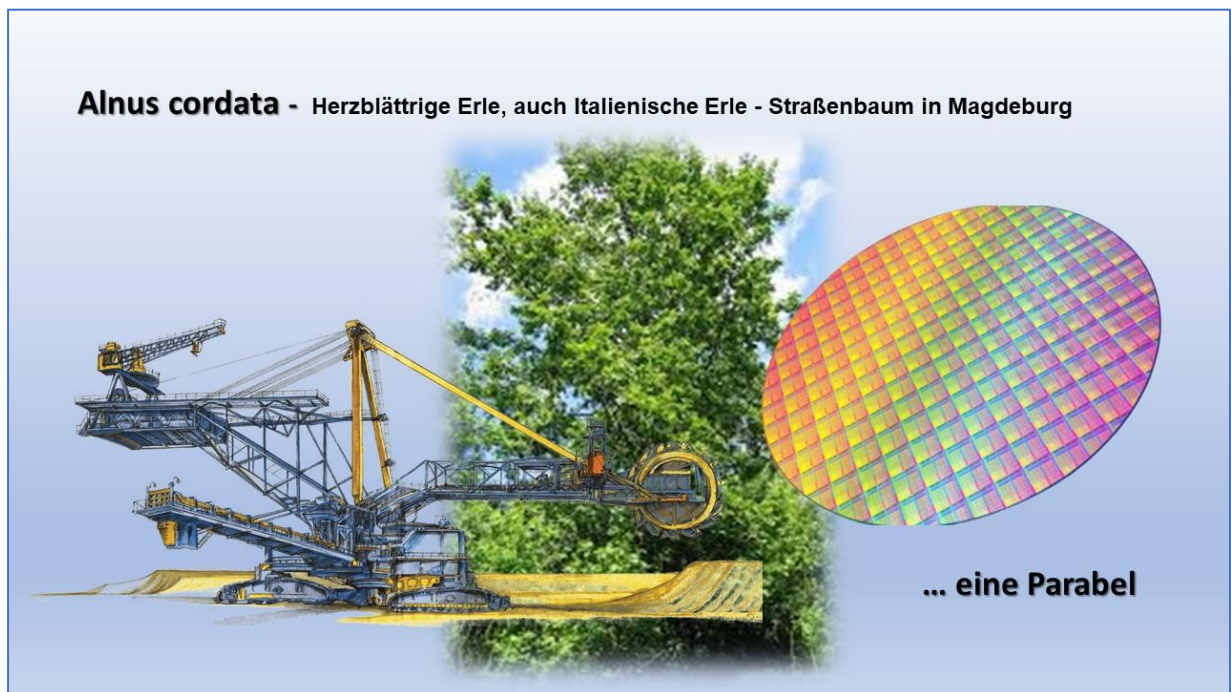 Alnus cordata - Herzblättrige Erle, auch Italienische Erle - Straßenbaum in Magdeburg
... eine Parabel